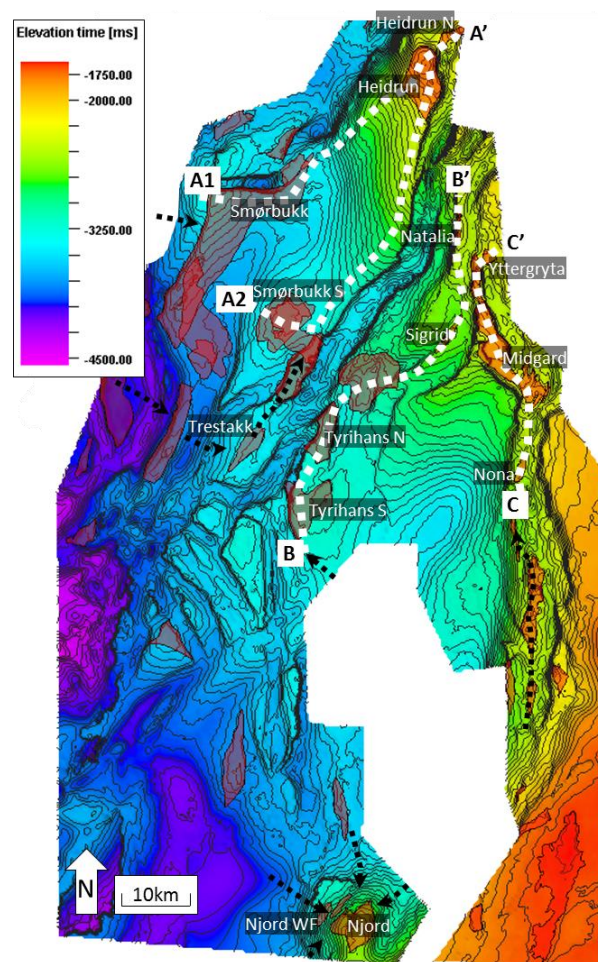 Elevation time [ms]
-1750.00
-2000.00
-3250.00
-4500.00
Heidrun N
A’
Heidrun
B’
A1
Smørbukk
C’
Natalia
Yttergryta
A2
Smørbukk S
Sigrid
Midgard
Trestakk
Tyrihans N
Nona
C
Tyrihans S
B
N
10km
Njord WF
Njord